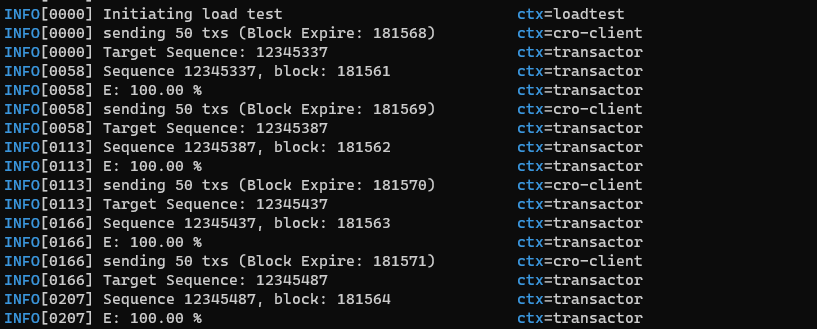 INFO[0000] Initiating load test ctx=loadtest
INFO[0000] sending 50 txs (Block Expire: 181568) ctx=cro-client
INFO[0000] Target Sequence: 12345337 ctx=transactor
INFO[0058] Sequence 12345337, block: 181561 ctx=transactor
INFO[0058] E: 100.00 % ctx=transactor
INFO[0058] sending 50 txs (Block Expire: 181569) ctx=cro-client
INFO[0058] Target Sequence: 12345387 ctx=transactor
INFO[0113] Sequence 12345387, block: 181562 ctx=transactor
INFO[0113] E: 100.00 % ctx=transactor
INFO[0113] sending 50 txs (Block Expire: 181570) ctx=cro-client
INFO[0113] Target Sequence: 12345437 ctx=transactor
INFO[0166] Sequence 12345437, block: 181563 ctx=transactor
INFO[0166] E: 100.00 % ctx=transactor
INFO[0166] sending 50 txs (Block Expire: 181571) ctx=cro-client
INFO[0166] Target Sequence: 12345487 ctx=transactor
INFO[0207] Sequence 12345487, block: 181564 ctx=transactor
INFO[0207] E: 100.00 % ctx=transactor